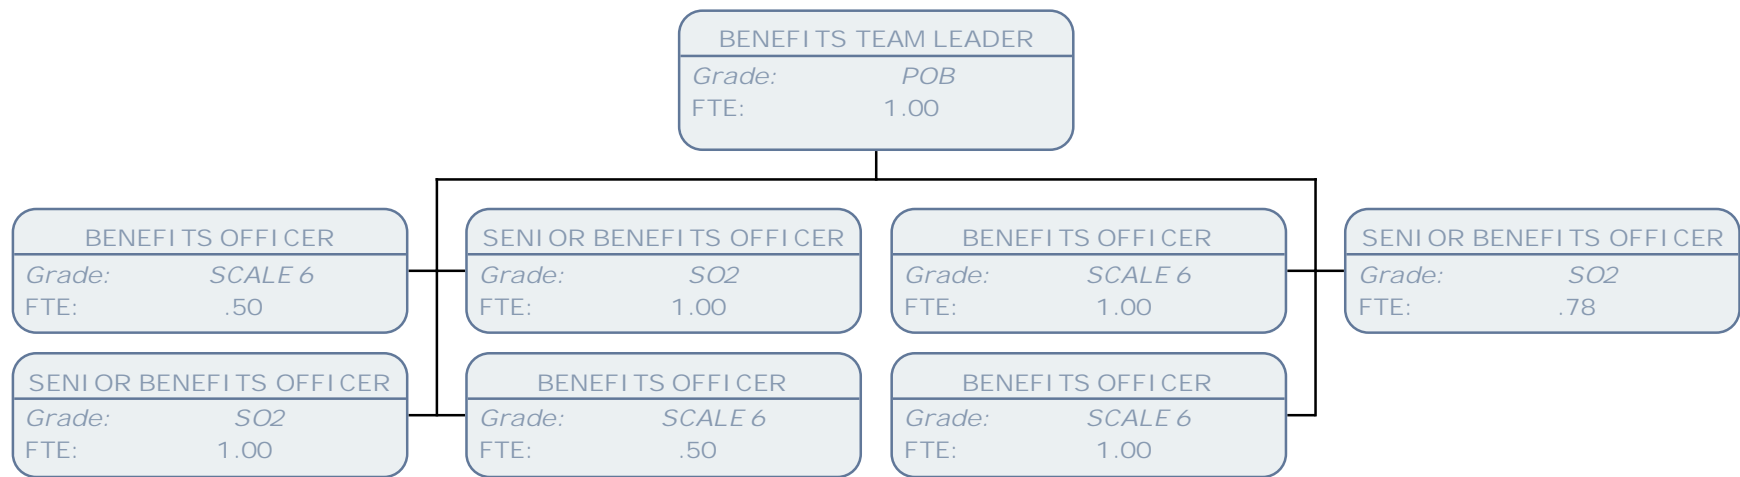 BENEFITS TEAM LEADER
Grade: POB
FTE: 1.00
BENEFITS OFFICER
Grade: SCALE 6
FTE: .50
SENIOR BENEFITS OFFICER
Grade: SO2
FTE: 1.00
BENEFITS OFFICER
Grade: SCALE 6
FTE: 1.00
SENIOR BENEFITS OFFICER
Grade: SO2
FTE: .78
SENIOR BENEFITS OFFICER
Grade: SO2
FTE: 1.00
BENEFITS OFFICER
Grade: SCALE 6
FTE: .50
BENEFITS OFFICER
Grade: SCALE 6
FTE: 1.00